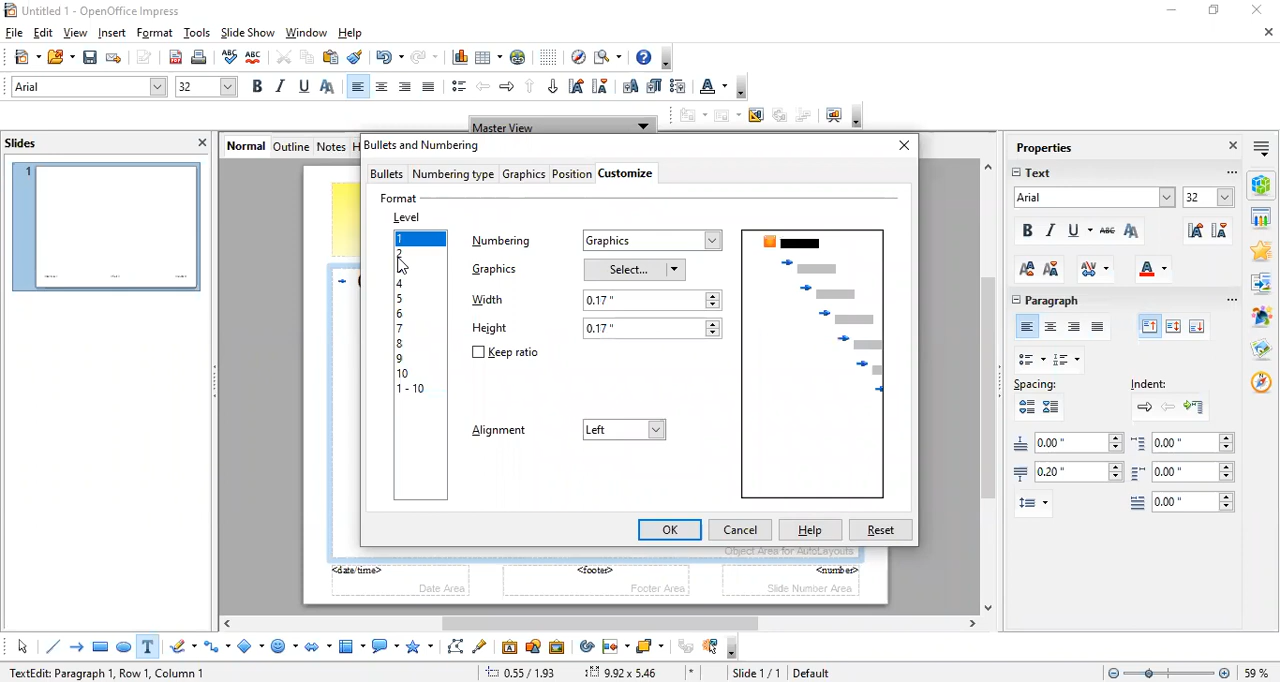 Untitled 1 - OpenOffice Impress
File Edit View Insert Format Tools Slide Show Window Help
Arial 32
Master View
Slides
1
Normal Outline Notes H
Bullets and Numbering
Bullets Numbering type Graphics Position Customize
Format
Level
1
2
4
5
6
7
8
9
10
1 - 10
Numbering Graphics
Graphics Select...
Width 0.17 "
Height 0.17 "
Keep ratio
Alignment Left
OK Cancel Help Reset
Object Area for AutoLayouts
<date/time> <footer> <number>
Date Area Footer Area Slide Number Area
Properties
Text
Arial 32
Paragraph
Spacing: Indent:
0.00 " 0.00 "
0.20 " 0.00 "
0.00 "
TextEdit: Paragraph 1, Row 1, Column 1 0.55 / 1.93 9.92 x 5.46 * Slide 1 / 1 Default 59 %